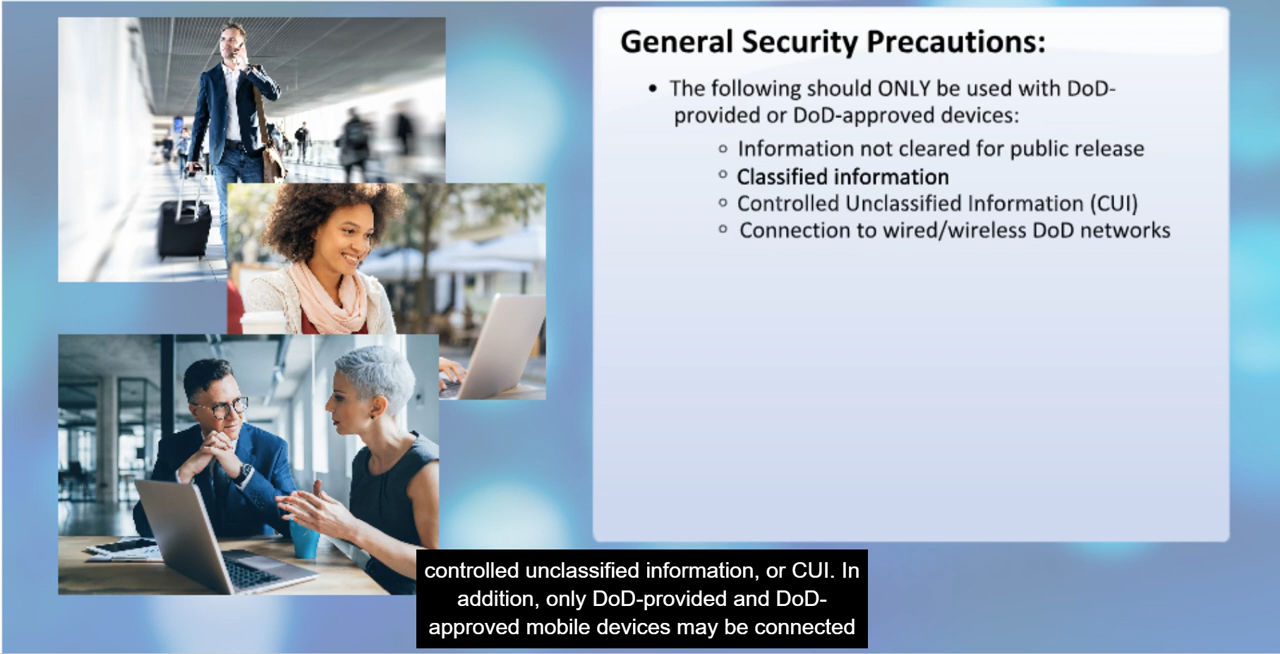 General Security Precautions:
• The following should ONLY be used with DoD-
provided or DoD-approved devices:
◦ Information not cleared for public release
◦ Classified information
◦ Controlled Unclassified Information (CUI)
◦ Connection to wired/wireless DoD networks
controlled unclassified information, or CUI. In
addition, only DoD-provided and DoD-
approved mobile devices may be connected